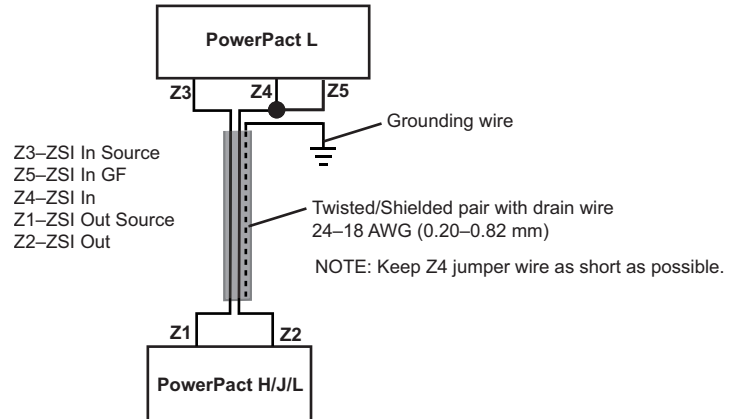 PowerPact L
Z3
Z4
Z5
Grounding wire
Z3–ZSI In Source
Z5–ZSI In GF
Z4–ZSI In
Z1–ZSI Out Source
Z2–ZSI Out
Twisted/Shielded pair with drain wire
24–18 AWG (0.20–0.82 mm)
NOTE: Keep Z4 jumper wire as short as possible.
Z1
Z2
PowerPact H/J/L